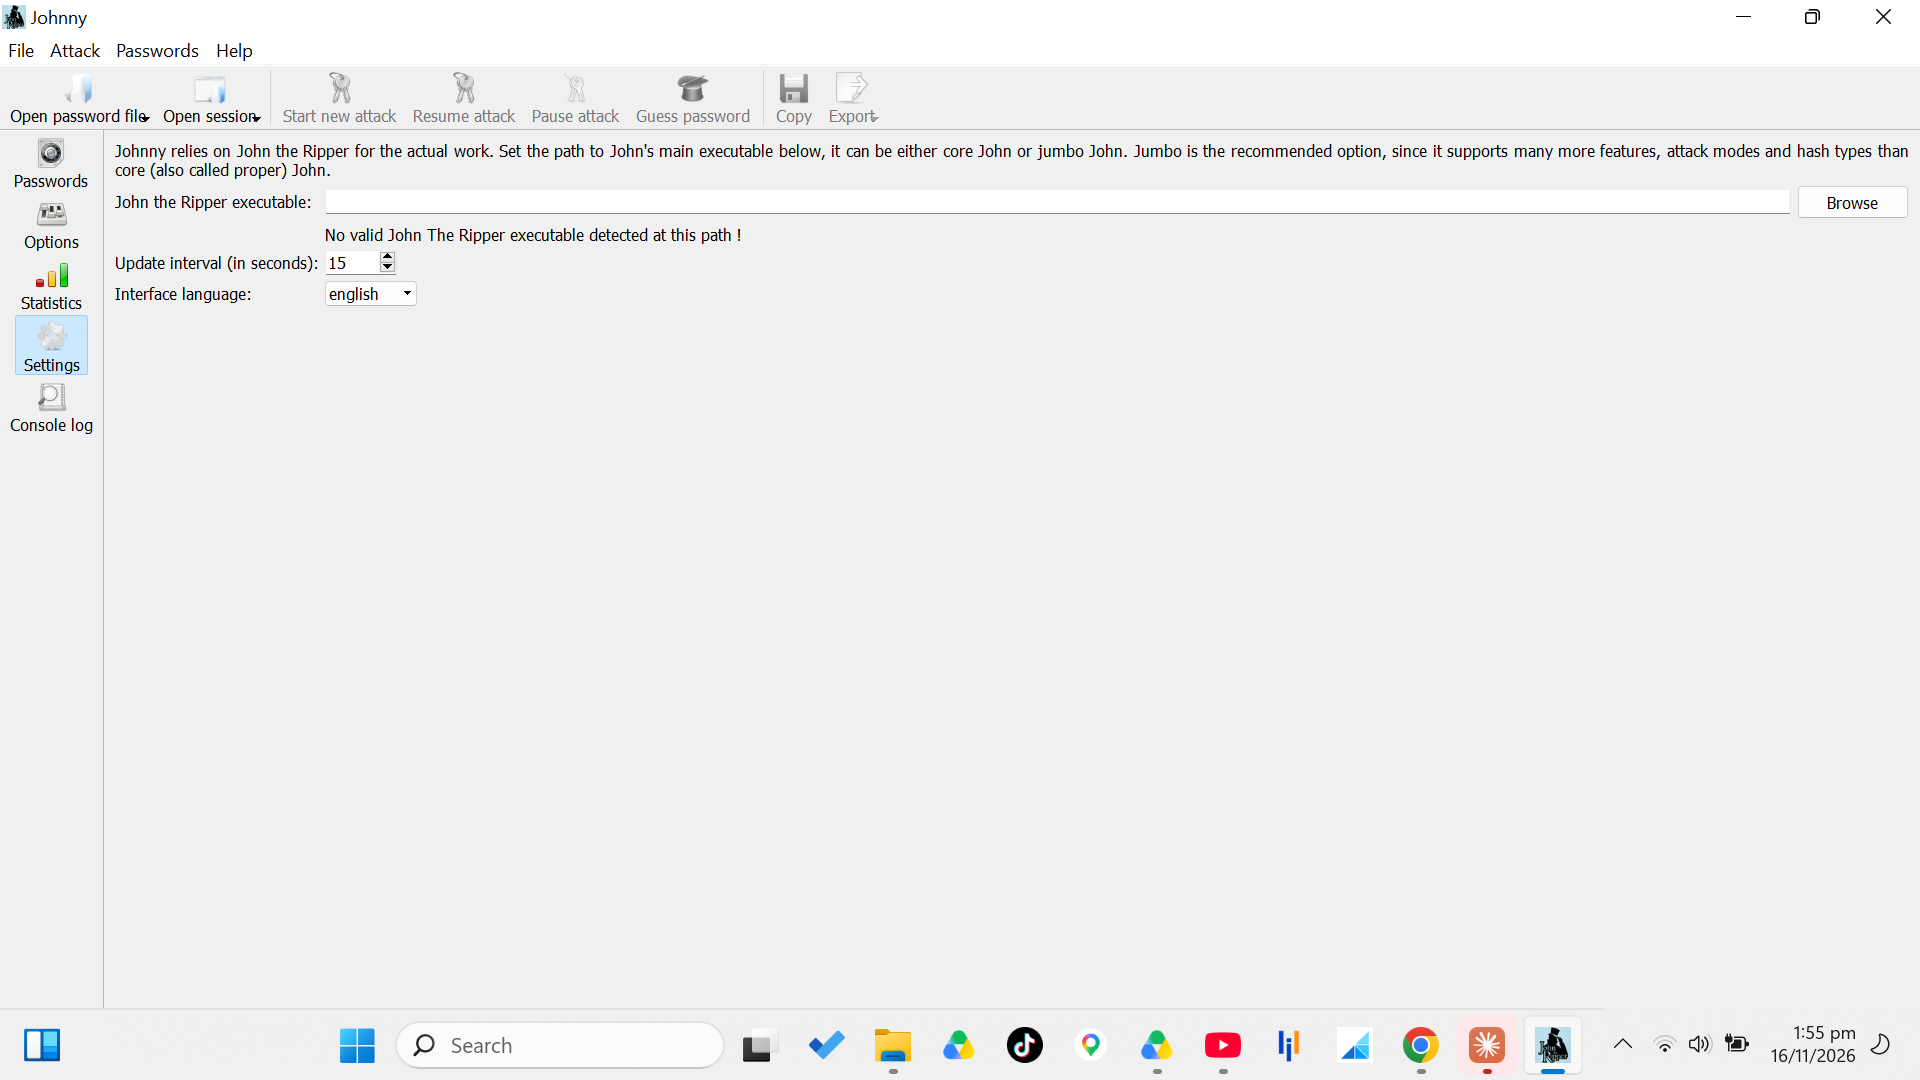 Johnny
File Attack Passwords Help
Open password file Open session Start new attack Resume attack Pause attack Guess password Copy Export
Passwords
Options
Statistics
Settings
Console log
Johnny relies on John the Ripper for the actual work. Set the path to John's main executable below, it can be either core John or jumbo John. Jumbo is the recommended option, since it supports many more features, attack modes and hash types than
core (also called proper) John.
John the Ripper executable: Browse
No valid John The Ripper executable detected at this path !
Update interval (in seconds): 15
Interface language: english
Search
1:55 pm
16/11/2026